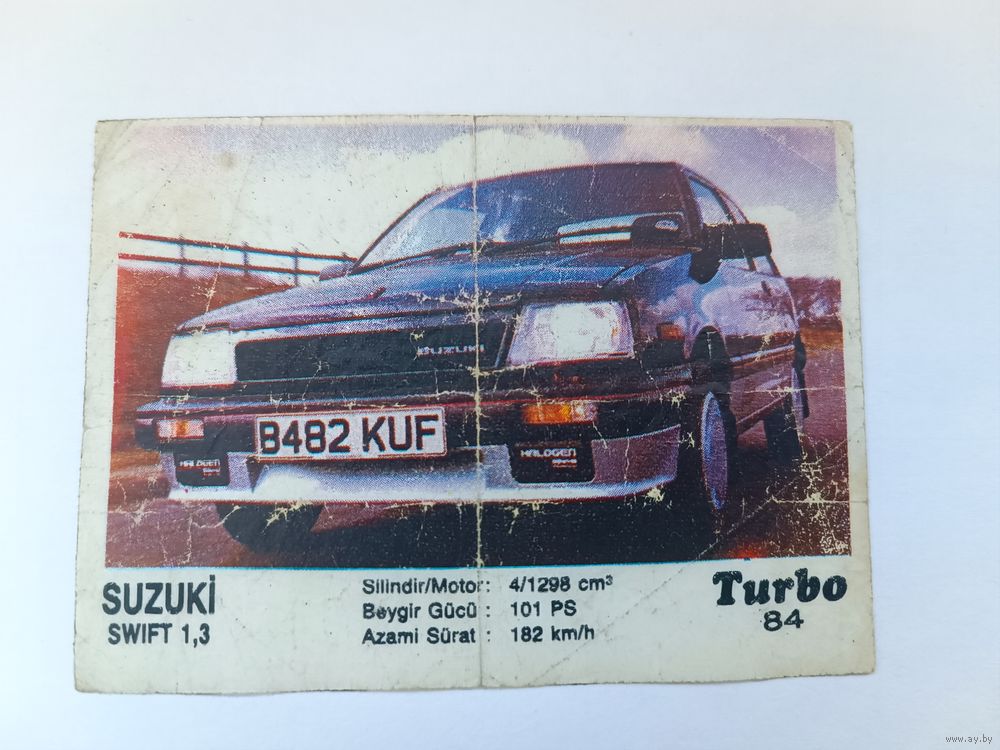 SUZUKI
B482 KUF
HALOGEN
HALOGEN
SUZUKİ
SWIFT 1,3
Silindir/Motor: 4/1298 cm³
Beygir Gücü : 101 PS
Azami Sürat : 182 km/h
Turbo
84
www.ay.by